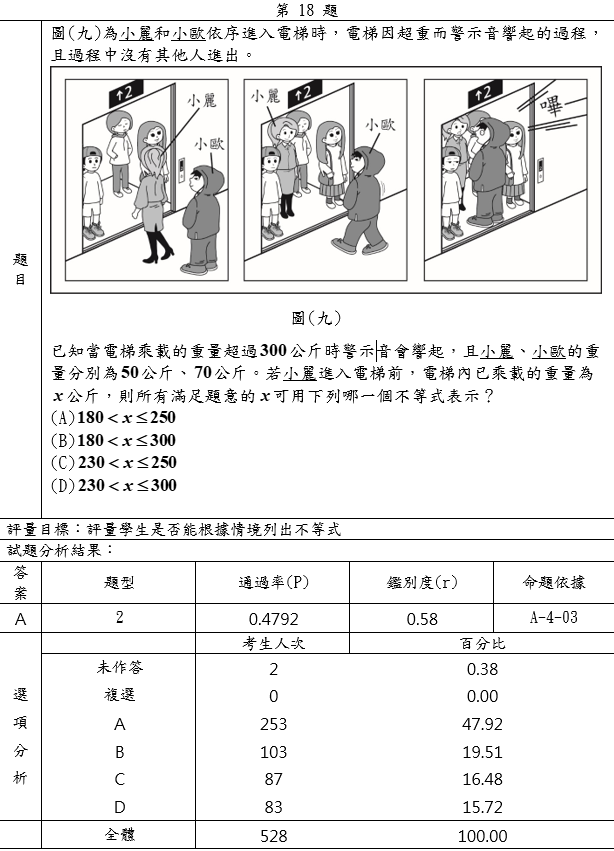 第 18 題
題目
圖(九)為小麗和小歐依序進入電梯時，電梯因超重而警示音響起的過程，
且過程中沒有其他人進出。
↑2
小麗
小歐
↑2
小麗
小歐
↑2
嗶
圖(九)
已知當電梯乘載的重量超過300公斤時警示音會響起，且小麗、小歐的重
量分別為50公斤、70公斤。若小麗進入電梯前，電梯內已乘載的重量為
x公斤，則所有滿足題意的x可用下列哪一個不等式表示？
(A)180 < x ≤ 250
(B)180 < x ≤ 300
(C)230 < x ≤ 250
(D)230 < x ≤ 300
評量目標：評量學生是否能根據情境列出不等式
試題分析結果：
答案 題型 通過率(P) 鑑別度(r) 命題依據
A 2 0.4792 0.58 A-4-03
選項分析
考生人次 百分比
未作答 2 0.38
複選 0 0.00
A 253 47.92
B 103 19.51
C 87 16.48
D 83 15.72
全體 528 100.00